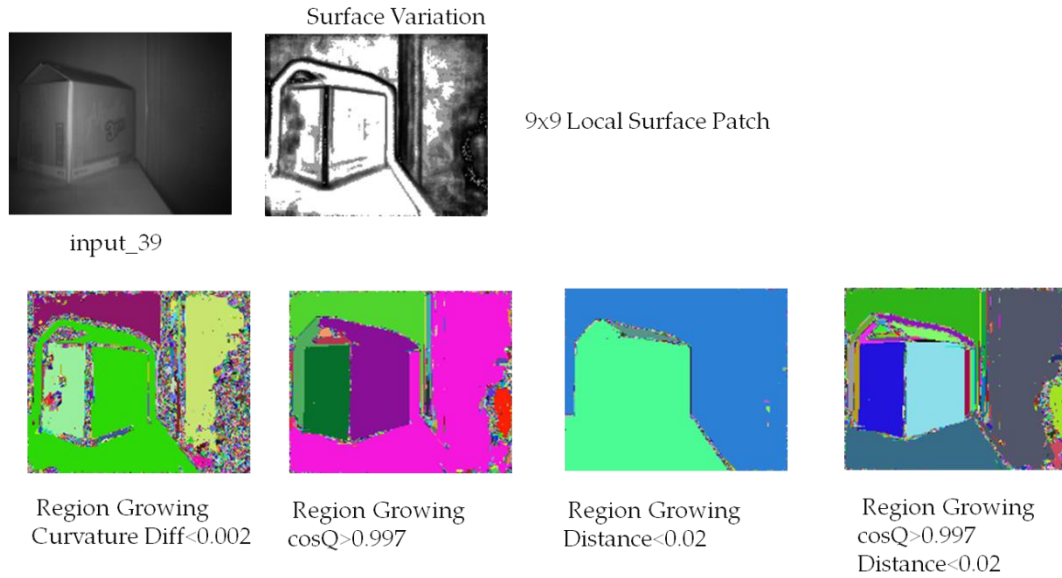 Surface Variation
9x9 Local Surface Patch
input_39
Region Growing
Curvature Diff<0.002
Region Growing
cosQ>0.997
Region Growing
Distance<0.02
Region Growing
cosQ>0.997
Distance<0.02